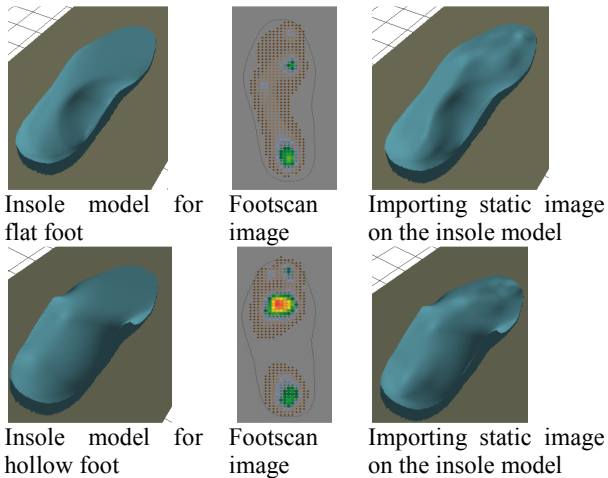 Insole model for flat foot
Footscan image
Importing static image on the insole model
Insole model for hollow foot
Footscan image
Importing static image on the insole model